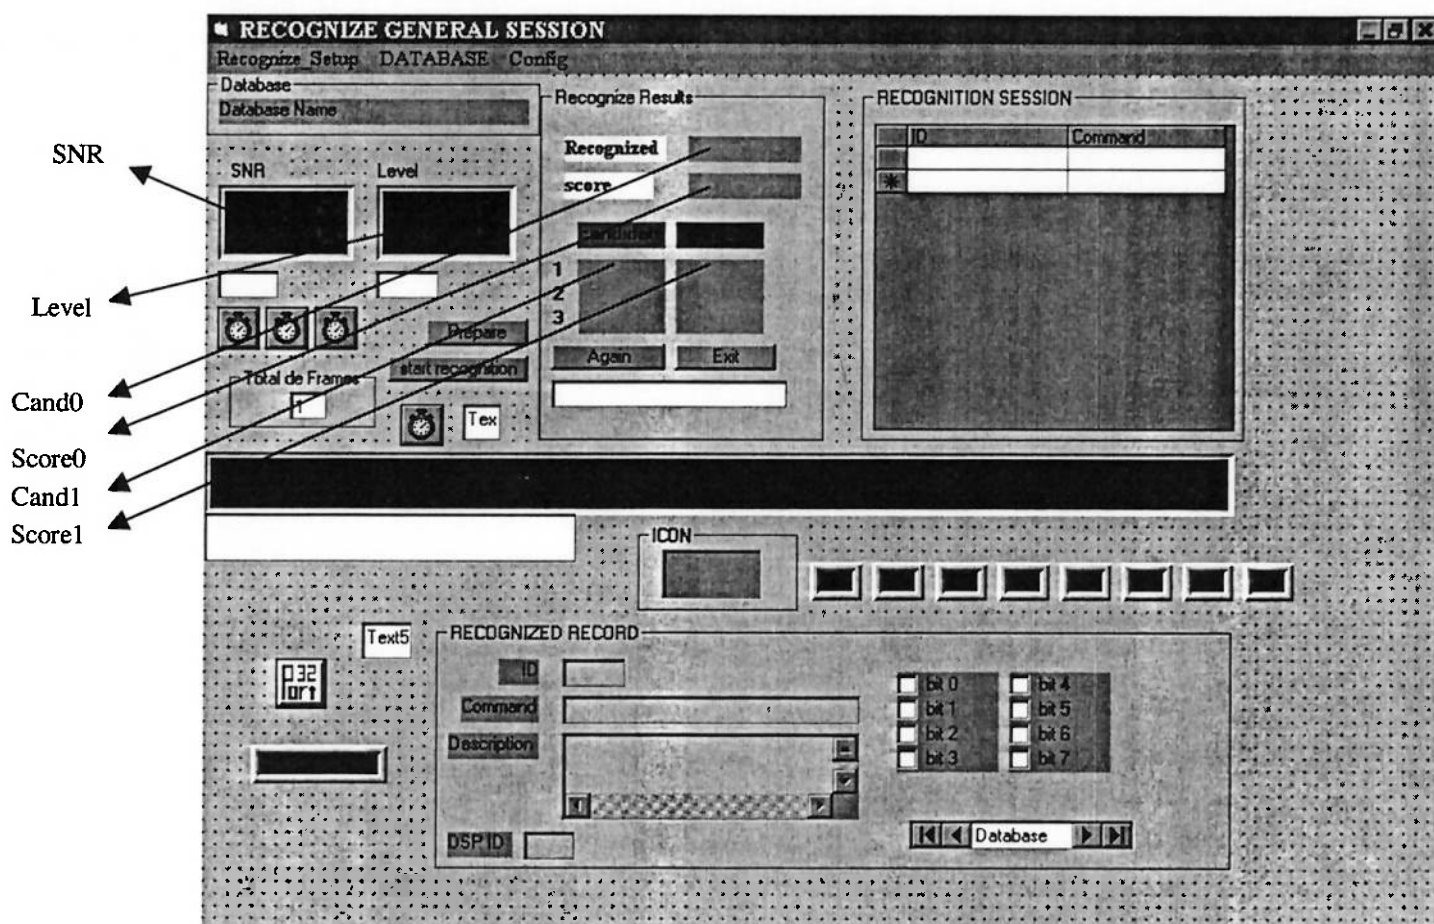 RECOGNIZE GENERAL SESSION
Recognize_Setup DATABASE Config
Database
Database Name
SNR
Level
Cand0
Score0
Cand1
Score1
SNR
Level
Prepare
start recognition
Total de Frames
1
Tex
Recognize Results
Recognized
score
1
2
3
Again
Exit
RECOGNITION SESSION
ID Command
ICON
Text5
P32
Port
RECOGNIZED RECORD
ID
Command
Description
DSP ID
bit 0 bit 4
bit 1 bit 5
bit 2 bit 6
bit 3 bit 7
Database